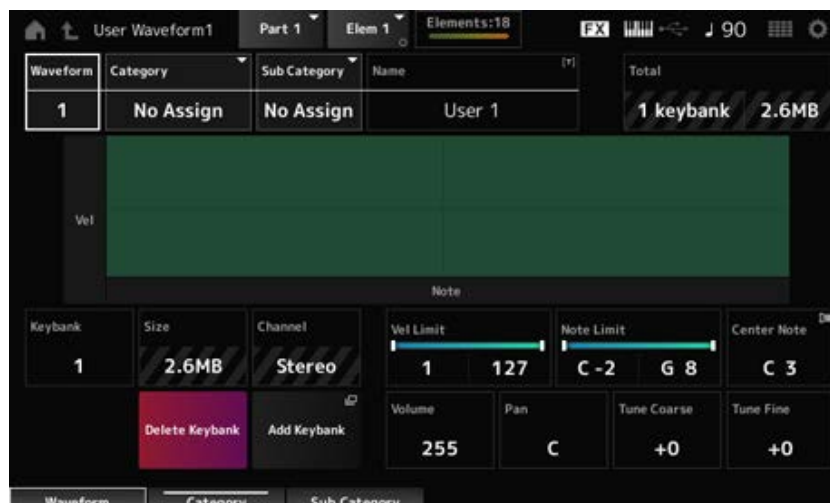 User Waveform1 Part 1 Elem 1 Elements:18 FX ♩ 90
Waveform Category Sub Category Name [T] Total
1 No Assign No Assign User 1 1 keybank 2.6MB
Vel
Note
Keybank Size Channel Vel Limit Note Limit Center Note
1 2.6MB Stereo 1 127 C -2 G 8 C 3
Delete Keybank Add Keybank Volume Pan Tune Coarse Tune Fine
255 C +0 +0
Waveform Category Sub Category